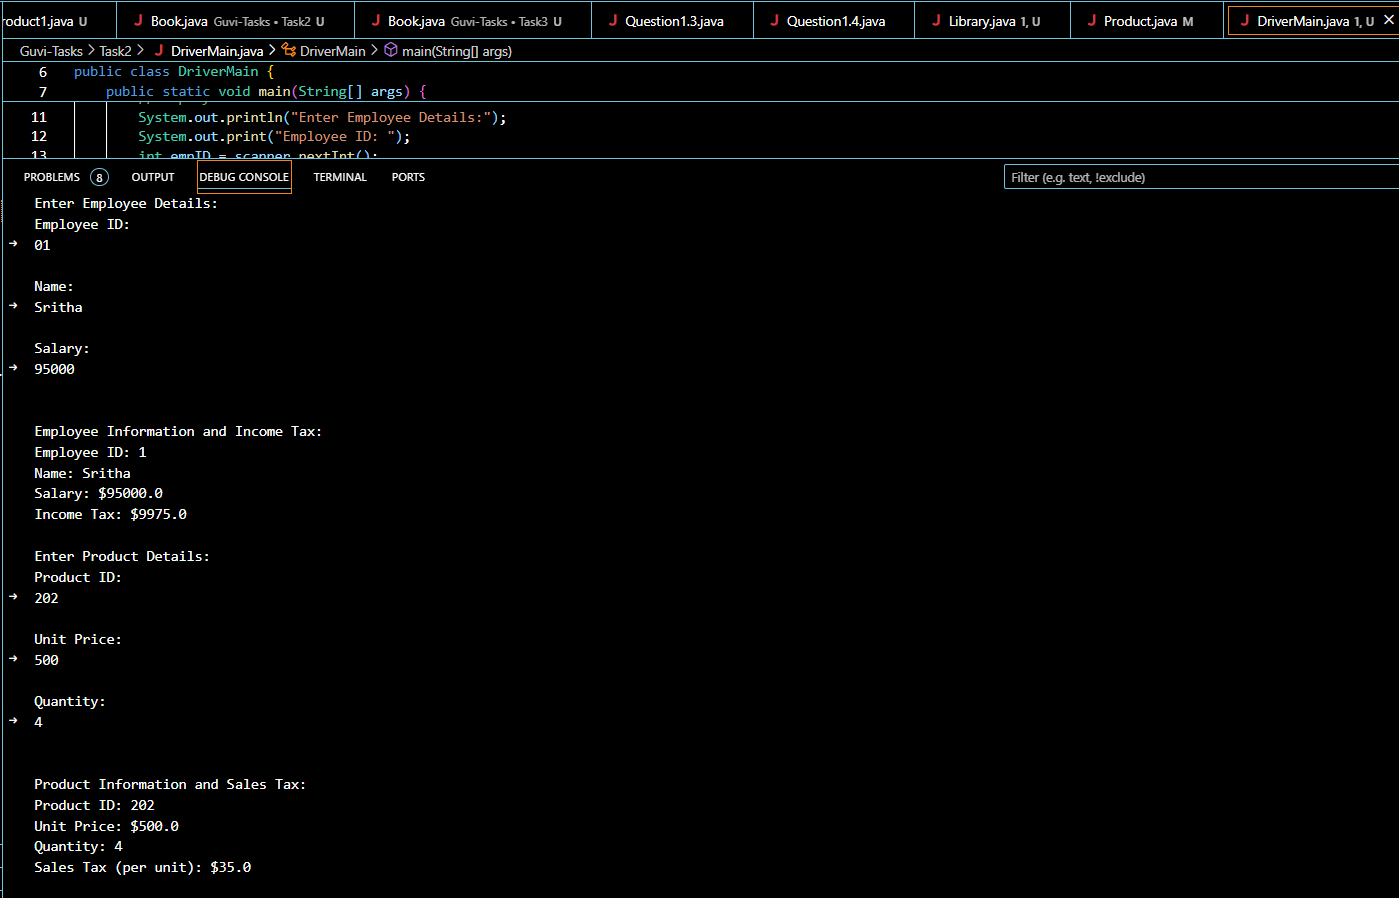 roduct1.java U Book.java Guvi-Tasks • Task2 U Book.java Guvi-Tasks • Task3 U Question1.3.java Question1.4.java Library.java 1, U Product.java M DriverMain.java 1, U
Guvi-Tasks > Task2 > DriverMain.java > DriverMain > main(String[] args)
6 public class DriverMain {
7 public static void main(String[] args) {
11 System.out.println("Enter Employee Details:");
12 System.out.print("Employee ID: ");
13 int empID = scanner.nextInt();
PROBLEMS 8 OUTPUT DEBUG CONSOLE TERMINAL PORTS Filter (e.g. text, !exclude)
Enter Employee Details:
Employee ID:
→ 01
Name:
→ Sritha
Salary:
→ 95000
Employee Information and Income Tax:
Employee ID: 1
Name: Sritha
Salary: $95000.0
Income Tax: $9975.0
Enter Product Details:
Product ID:
→ 202
Unit Price:
→ 500
Quantity:
→ 4
Product Information and Sales Tax:
Product ID: 202
Unit Price: $500.0
Quantity: 4
Sales Tax (per unit): $35.0